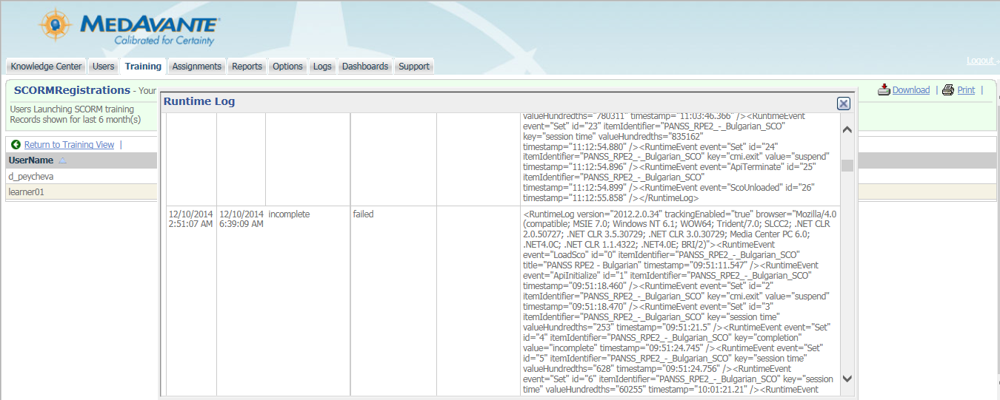 MEDAVANTE®
Calibrated for Certainty
Knowledge Center Users Training Assignments Reports Options Logs Dashboards Support
Logout
SCORMRegistrations - Your
Download | Print |
Users Launching SCORM training
Records shown for last 6 month(s)
Return to Training View |
UserName
d_peycheva
learner01
Runtime Log
valueHundredths="780311" timestamp="11:03:46.366" /><RuntimeEvent
event="Set" id="23" itemIdentifier="PANSS_RPE2_-_Bulgarian_SCO"
key="session time" valueHundredths="835162"
timestamp="11:12:54.880" /><RuntimeEvent event="Set" id="24"
itemIdentifier="PANSS_RPE2_-_Bulgarian_SCO" key="cmi.exit" value="suspend"
timestamp="11:12:54.896" /><RuntimeEvent event="ApiTerminate" id="25"
itemIdentifier="PANSS_RPE2_-_Bulgarian_SCO"
timestamp="11:12:54.899" /><RuntimeEvent event="ScoUnloaded" id="26"
timestamp="11:12:55.858" /></RuntimeLog>
12/10/2014
2:51:07 AM
12/10/2014
6:39:09 AM
incomplete
failed
<RuntimeLog version="2012.2.0.34" trackingEnabled="true" browser="Mozilla/4.0
(compatible; MSIE 7.0; Windows NT 6.1; WOW64; Trident/7.0; SLCC2; .NET CLR
2.0.50727; .NET CLR 3.5.30729; .NET CLR 3.0.30729; Media Center PC 6.0;
.NET4.0C; .NET CLR 1.1.4322; .NET4.0E; BRI/2)"><RuntimeEvent
event="LoadSco" id="0" itemIdentifier="PANSS_RPE2_-_Bulgarian_SCO"
title="PANSS RPE2 - Bulgarian" timestamp="09:51:11.547" /><RuntimeEvent
event="ApiInitialize" id="1" itemIdentifier="PANSS_RPE2_-_Bulgarian_SCO"
timestamp="09:51:18.460" /><RuntimeEvent event="Set" id="2"
itemIdentifier="PANSS_RPE2_-_Bulgarian_SCO" key="cmi.exit" value="suspend"
timestamp="09:51:18.470" /><RuntimeEvent event="Set" id="3"
itemIdentifier="PANSS_RPE2_-_Bulgarian_SCO" key="session time"
valueHundredths="253" timestamp="09:51:21.5" /><RuntimeEvent event="Set"
id="4" itemIdentifier="PANSS_RPE2_-_Bulgarian_SCO" key="completion"
value="incomplete" timestamp="09:51:24.745" /><RuntimeEvent event="Set"
id="5" itemIdentifier="PANSS_RPE2_-_Bulgarian_SCO" key="session time"
valueHundredths="628" timestamp="09:51:24.756" /><RuntimeEvent
event="Set" id="6" itemIdentifier="PANSS_RPE2_-_Bulgarian_SCO" key="session
time" valueHundredths="60255" timestamp="10:01:21.21" /><RuntimeEvent